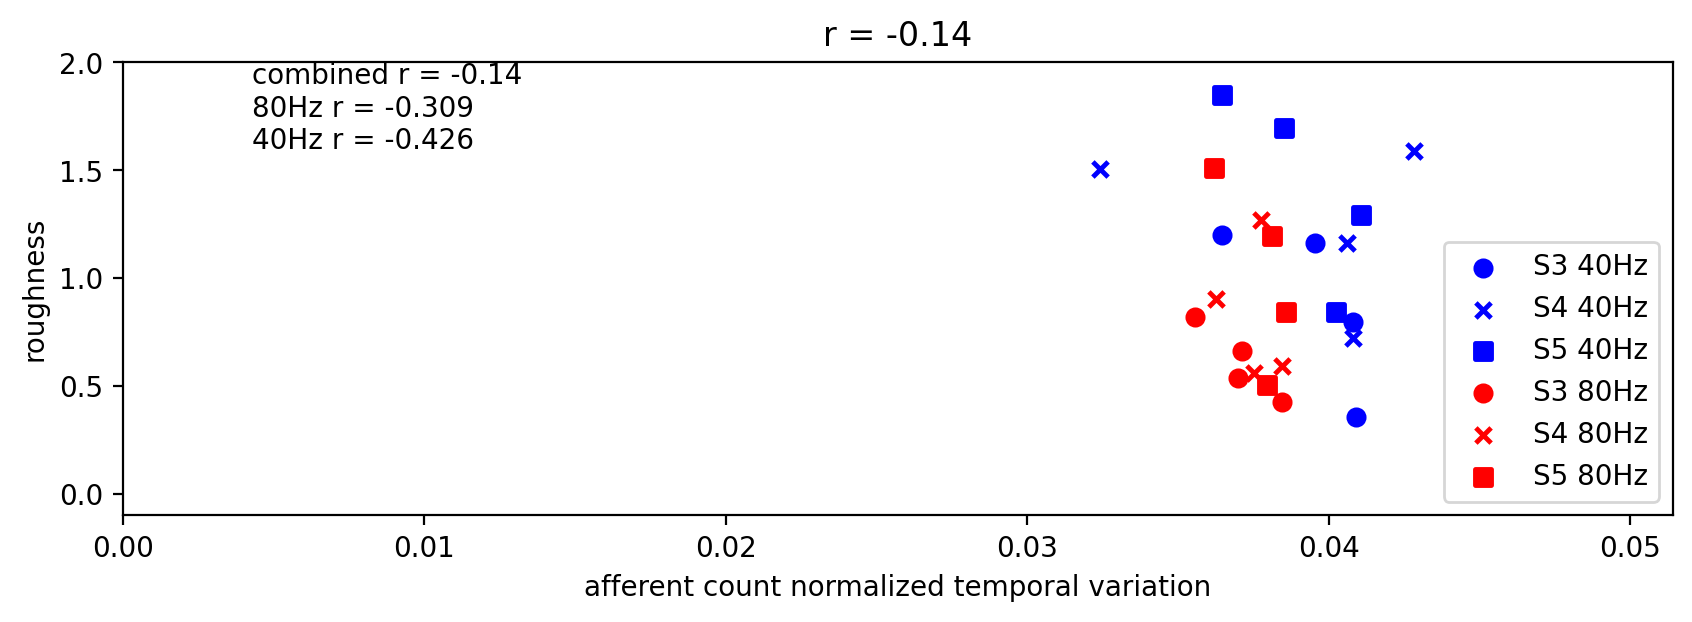 r = -0.14
combined r = -0.14
80Hz r = -0.309
40Hz r = -0.426
roughness
2.0
1.5
1.0
0.5
0.0
S3 40Hz
S4 40Hz
S5 40Hz
S3 80Hz
S4 80Hz
S5 80Hz
0.00 0.01 0.02 0.03 0.04 0.05
afferent count normalized temporal variation